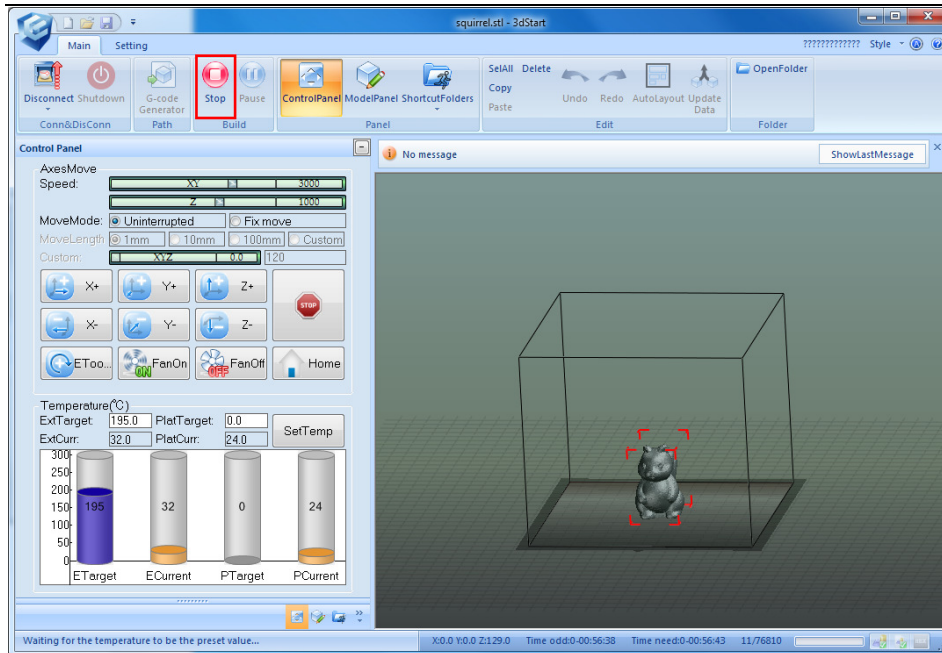 squirrel.stl - 3dStart
Main Setting ????????????? Style
Disconnect Shutdown G-code Generator Stop Pause ControlPanel ModelPanel ShortcutFolders SelAll Delete Copy Paste Undo Redo AutoLayout Update Data OpenFolder
Conn&DisConn Path Build Panel Edit Folder
Control Panel
No message ShowLastMessage
AxesMove
Speed: XY 3000
Z 1000
MoveMode: Uninterrupted Fix move
MoveLength 1mm 10mm 100mm Custom
Custom: XYZ 0.0 120
X+ Y+ Z+ STOP
X- Y- Z-
EToo... ON FanOn OFF FanOff Home
Temperature(°C)
ExtTarget: 195.0 PlatTarget: 0.0 SetTemp
ExtCurr: 32.0 PlatCurr: 24.0
300
250
200
150 195 32 0 24
100
50
0
ETarget ECurrent PTarget PCurrent
Waiting for the temperature to be the preset value... X:0.0 Y:0.0 Z:129.0 Time odd:0-00:56:38 Time need:0-00:56:43 11/76810